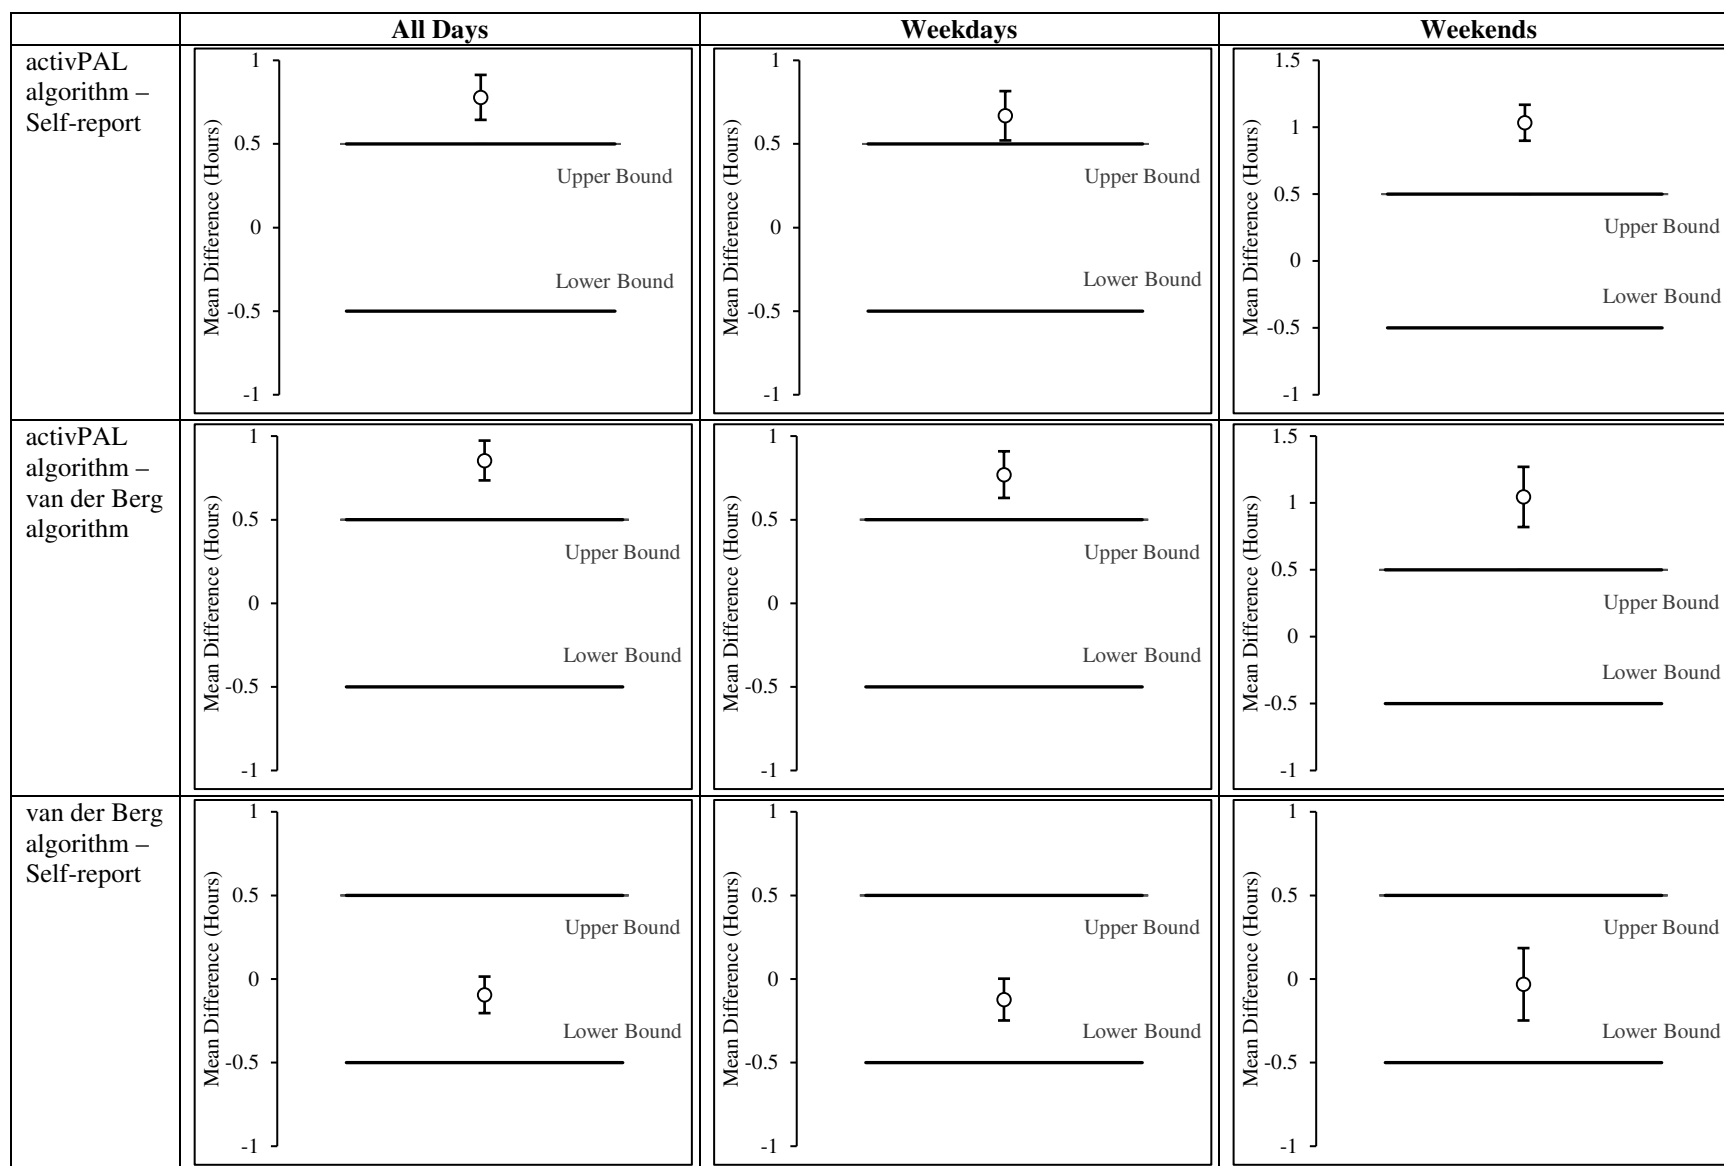 All Days
Weekdays
Weekends
activPAL
algorithm –
Self-report
Mean Difference (Hours)
1
0.5
0
-0.5
-1
Upper Bound
Lower Bound
Mean Difference (Hours)
1
0.5
0
-0.5
-1
Upper Bound
Lower Bound
Mean Difference (Hours)
1.5
1
0.5
0
-0.5
-1
Upper Bound
Lower Bound
activPAL
algorithm –
van der Berg
algorithm
Mean Difference (Hours)
1
0.5
0
-0.5
-1
Upper Bound
Lower Bound
Mean Difference (Hours)
1
0.5
0
-0.5
-1
Upper Bound
Lower Bound
Mean Difference (Hours)
1.5
1
0.5
0
-0.5
-1
Upper Bound
Lower Bound
van der Berg
algorithm –
Self-report
Mean Difference (Hours)
1
0.5
0
-0.5
-1
Upper Bound
Lower Bound
Mean Difference (Hours)
1
0.5
0
-0.5
-1
Upper Bound
Lower Bound
Mean Difference (Hours)
1
0.5
0
-0.5
-1
Upper Bound
Lower Bound